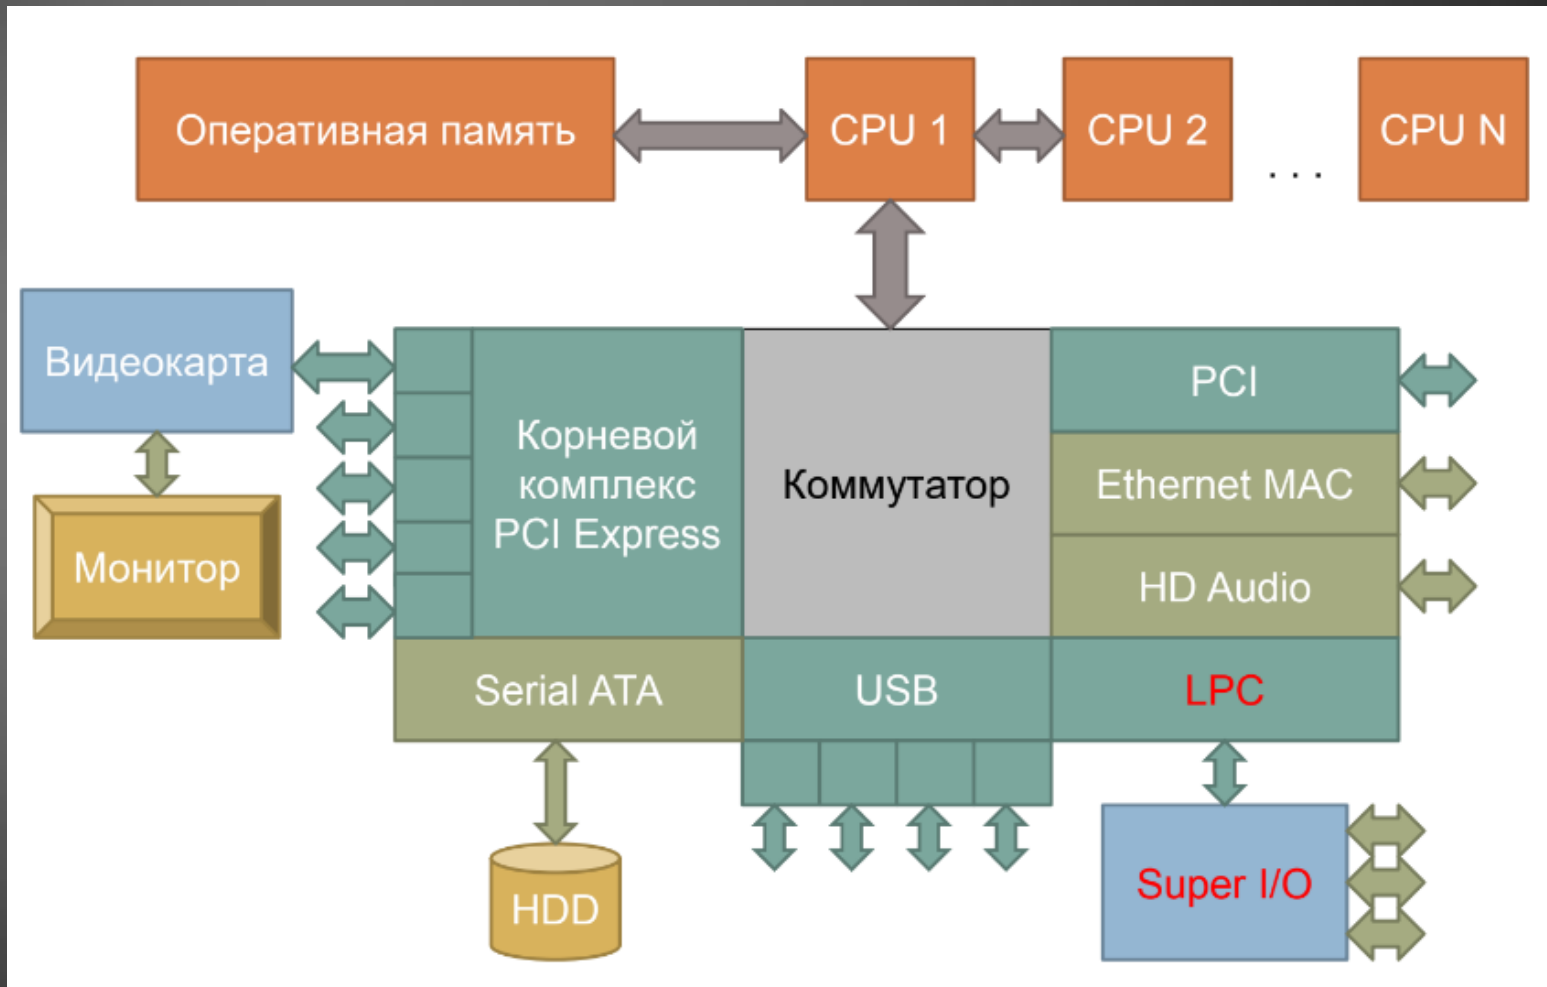 Оперативная память
CPU 1
CPU 2
. . .
CPU N
Видеокарта
Монитор
Корневой
комплекс
PCI Express
Коммутатор
PCI
Ethernet MAC
HD Audio
Serial ATA
USB
LPC
HDD
Super I/O